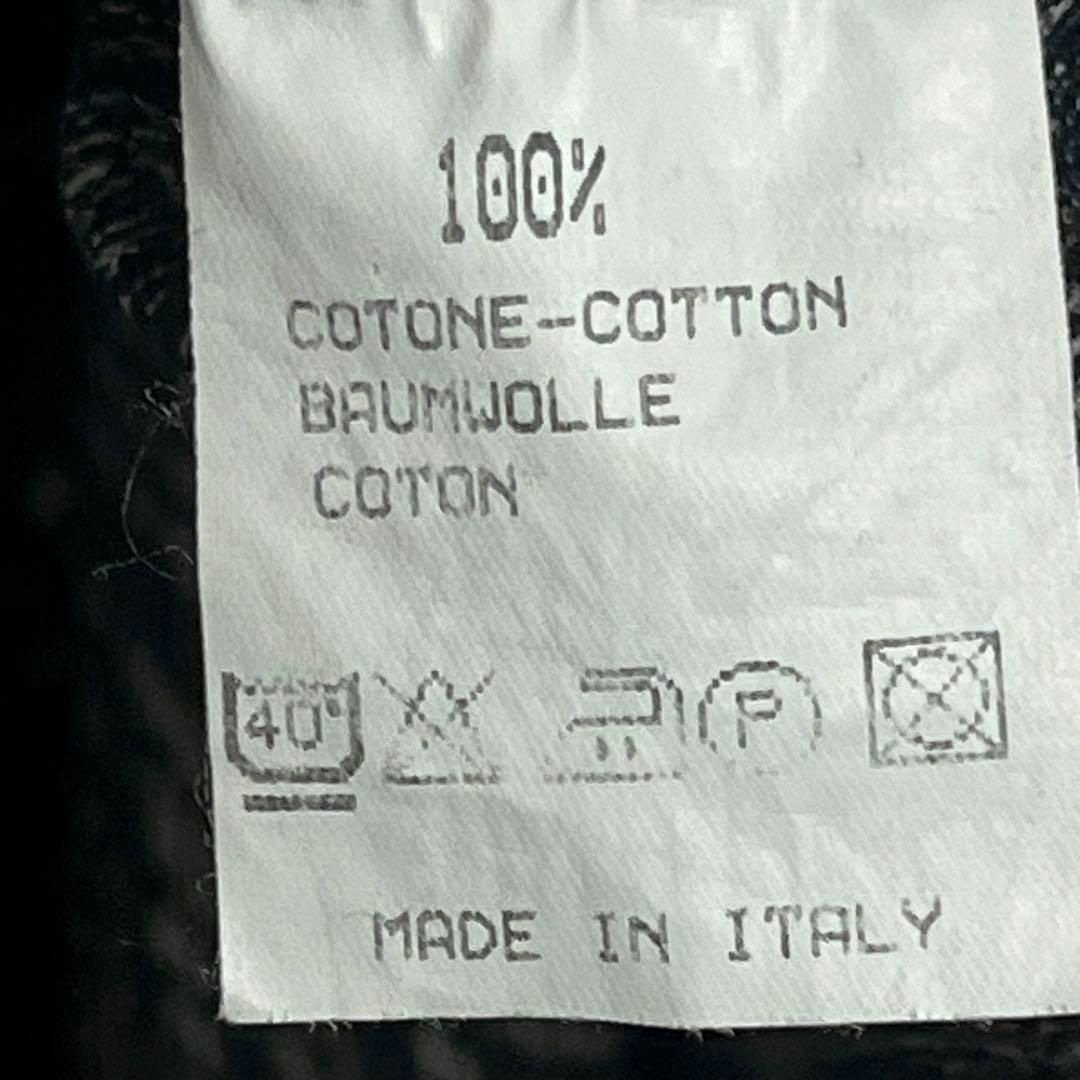 100%
COTONE-COTTON
BAUMWOLLE
COTON
40°
P
MADE IN ITALY